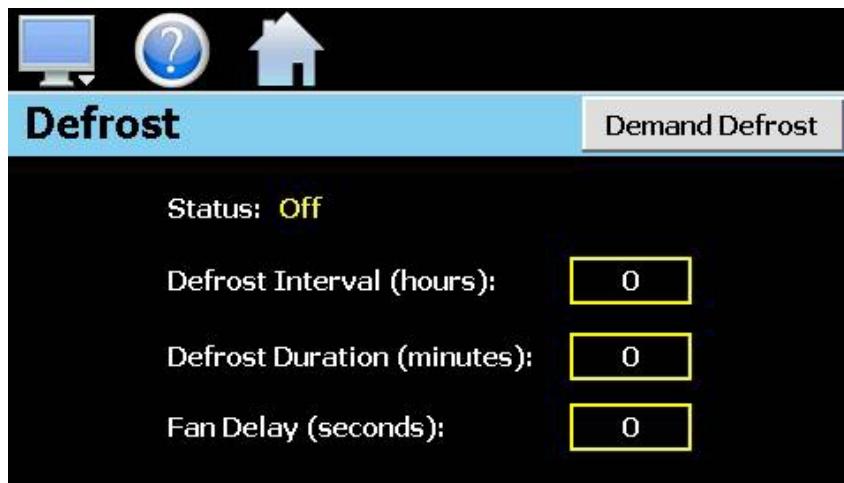 ?
Defrost
Demand Defrost
Status: Off
Defrost Interval (hours): 0
Defrost Duration (minutes): 0
Fan Delay (seconds): 0